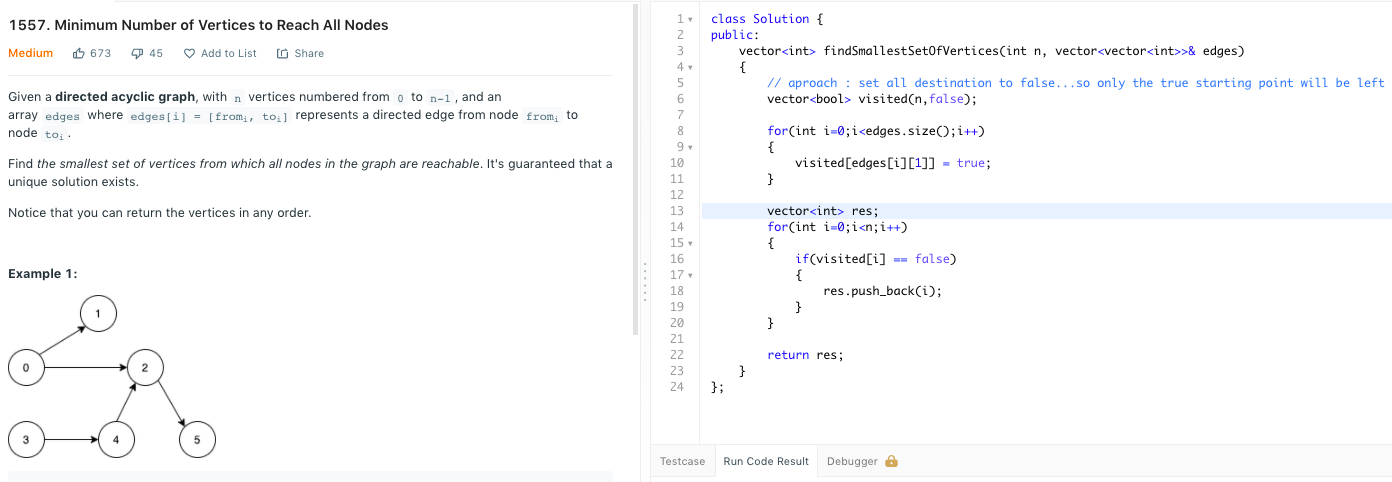 1557. Minimum Number of Vertices to Reach All Nodes
Medium 673 45 Add to List Share
Given a directed acyclic graph, with n vertices numbered from 0 to n-1, and an
array edges where edges[i] = [fromᵢ, toᵢ] represents a directed edge from node fromᵢ to
node toᵢ.
Find the smallest set of vertices from which all nodes in the graph are reachable. It's guaranteed that a
unique solution exists.
Notice that you can return the vertices in any order.
Example 1:
1
0 2
3 4 5
1 class Solution {
2 public:
3 vector<int> findSmallestSetOfVertices(int n, vector<vector<int>>& edges)
4 {
5 // aproach : set all destination to false...so only the true starting point will be left
6 vector<bool> visited(n,false);
7
8 for(int i=0;i<edges.size();i++)
9 {
10 visited[edges[i][1]] = true;
11 }
12
13 vector<int> res;
14 for(int i=0;i<n;i++)
15 {
16 if(visited[i] == false)
17 {
18 res.push_back(i);
19 }
20 }
21
22 return res;
23 }
24 };
Testcase Run Code Result Debugger